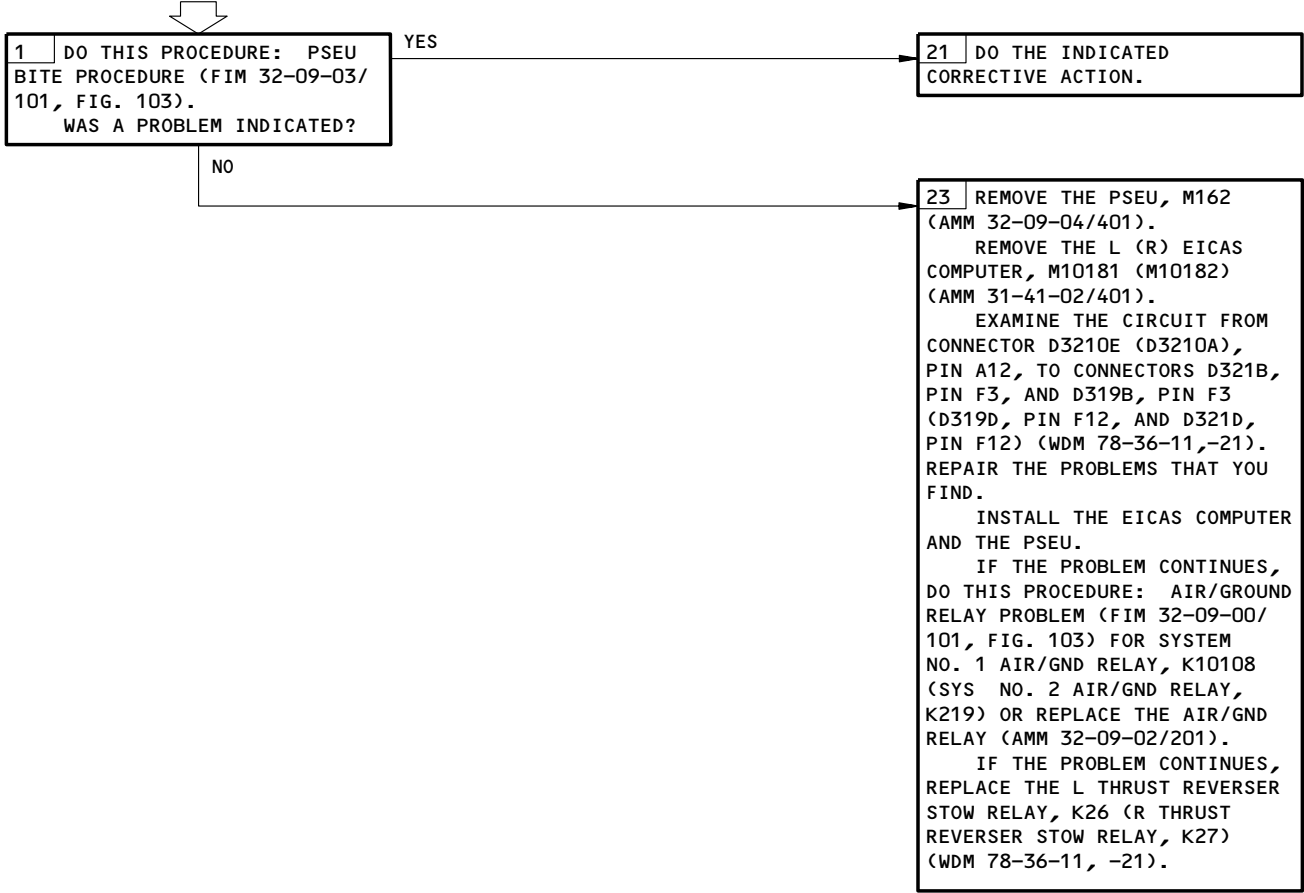 1 DO THIS PROCEDURE: PSEU
BITE PROCEDURE (FIM 32-09-03/
101, FIG. 103).
WAS A PROBLEM INDICATED?
YES
21 DO THE INDICATED
CORRECTIVE ACTION.
NO
23 REMOVE THE PSEU, M162
(AMM 32-09-04/401).
REMOVE THE L (R) EICAS
COMPUTER, M10181 (M10182)
(AMM 31-41-02/401).
EXAMINE THE CIRCUIT FROM
CONNECTOR D3210E (D3210A),
PIN A12, TO CONNECTORS D321B,
PIN F3, AND D319B, PIN F3
(D319D, PIN F12, AND D321D,
PIN F12) (WDM 78-36-11,-21).
REPAIR THE PROBLEMS THAT YOU
FIND.
INSTALL THE EICAS COMPUTER
AND THE PSEU.
IF THE PROBLEM CONTINUES,
DO THIS PROCEDURE: AIR/GROUND
RELAY PROBLEM (FIM 32-09-00/
101, FIG. 103) FOR SYSTEM
NO. 1 AIR/GND RELAY, K10108
(SYS NO. 2 AIR/GND RELAY,
K219) OR REPLACE THE AIR/GND
RELAY (AMM 32-09-02/201).
IF THE PROBLEM CONTINUES,
REPLACE THE L THRUST REVERSER
STOW RELAY, K26 (R THRUST
REVERSER STOW RELAY, K27)
(WDM 78-36-11, -21).